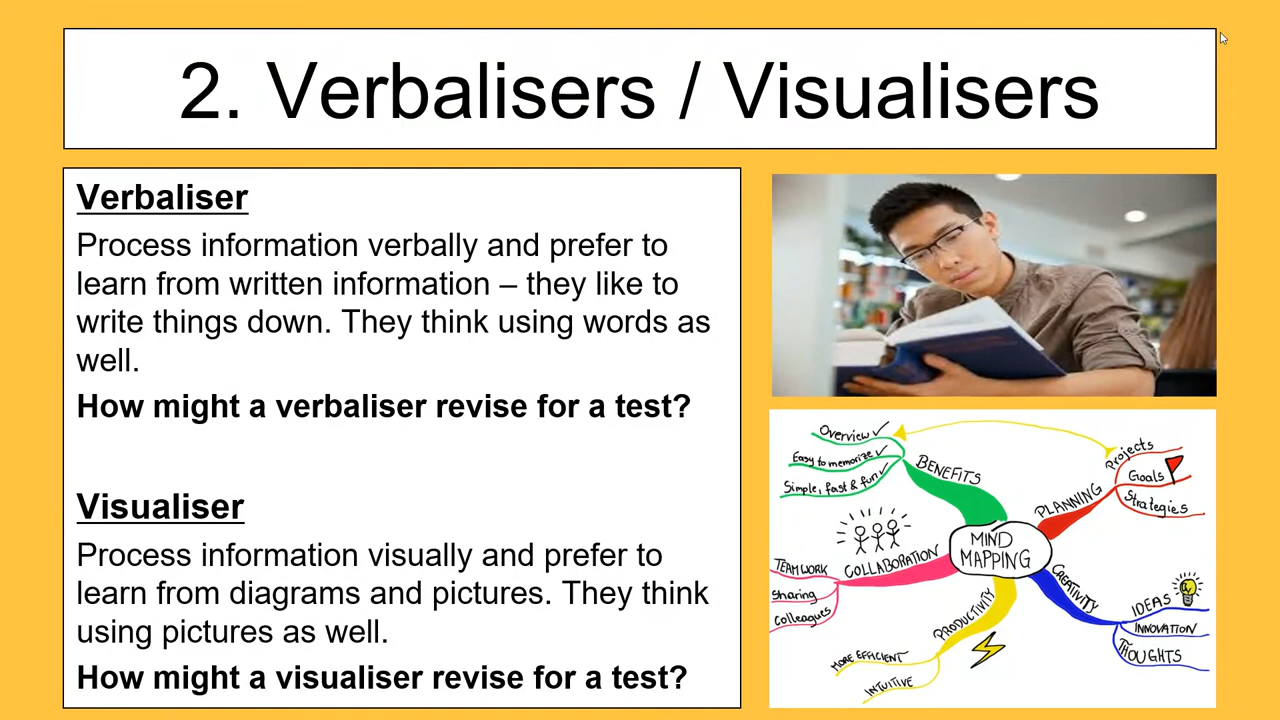 2. Verbalisers / Visualisers
Verbaliser
Process information verbally and prefer to
learn from written information – they like to
write things down. They think using words as
well.
How might a verbaliser revise for a test?
Visualiser
Process information visually and prefer to
learn from diagrams and pictures. They think
using pictures as well.
How might a visualiser revise for a test?
Overview
Easy to memorize
Simple, fast & fun
BENEFITS
Projects
Goals
Strategies
PLANNING
MIND
MAPPING
COLLABORATION
TEAMWORK
Sharing
Colleagues
CREATIVITY
IDEAS
INNOVATION
THOUGHTS
PRODUCTIVITY
MORE EFFICIENT
INTUITIVE